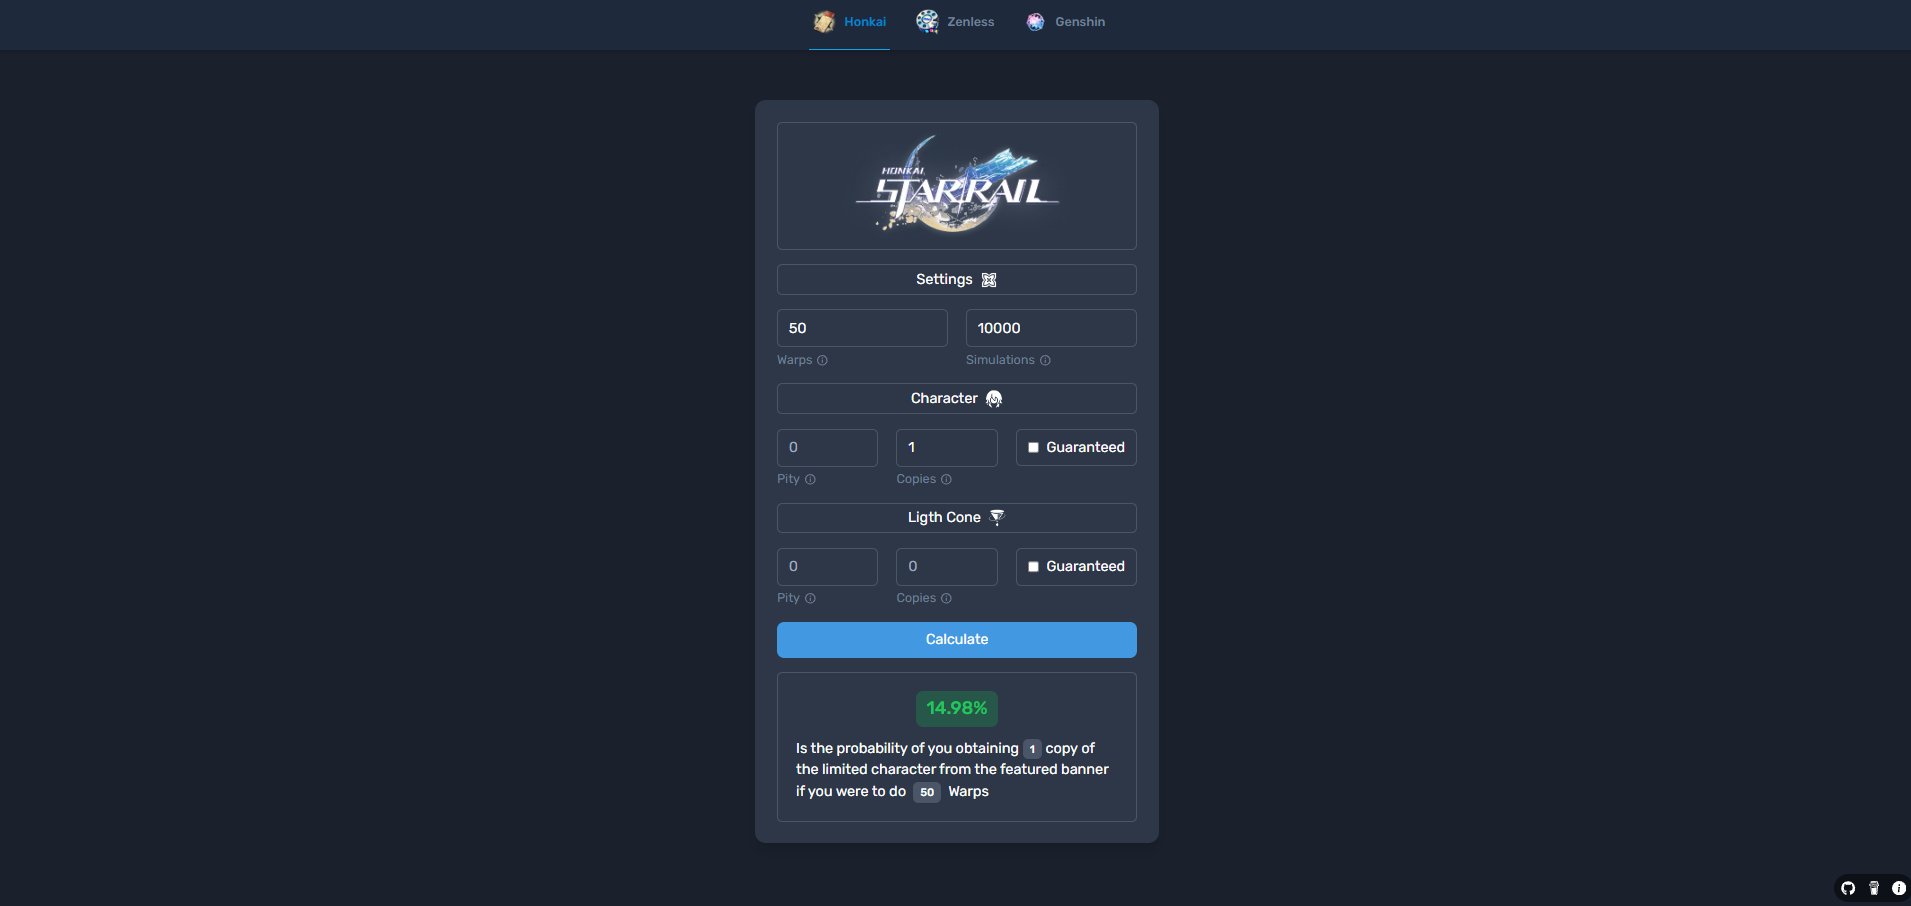 Honkai Zenless Genshin
HONKAI
STAR RAIL
Settings
50 10000
Warps Simulations
Character
0 1 Guaranteed
Pity Copies
Ligth Cone
0 0 Guaranteed
Pity Copies
Calculate
14.98%
Is the probability of you obtaining 1 copy of
the limited character from the featured banner
if you were to do 50 Warps